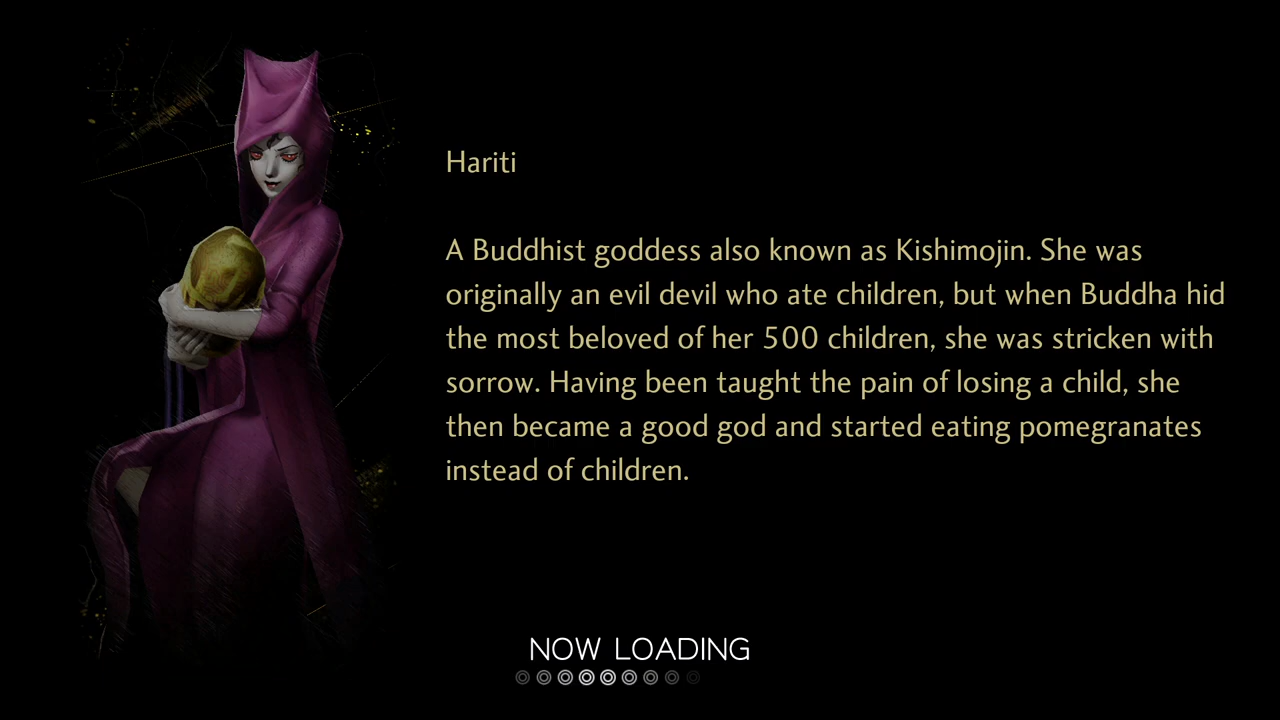 Hariti
A Buddhist goddess also known as Kishimojin. She was
originally an evil devil who ate children, but when Buddha hid
the most beloved of her 500 children, she was stricken with
sorrow. Having been taught the pain of losing a child, she
then became a good god and started eating pomegranates
instead of children.
NOW LOADING